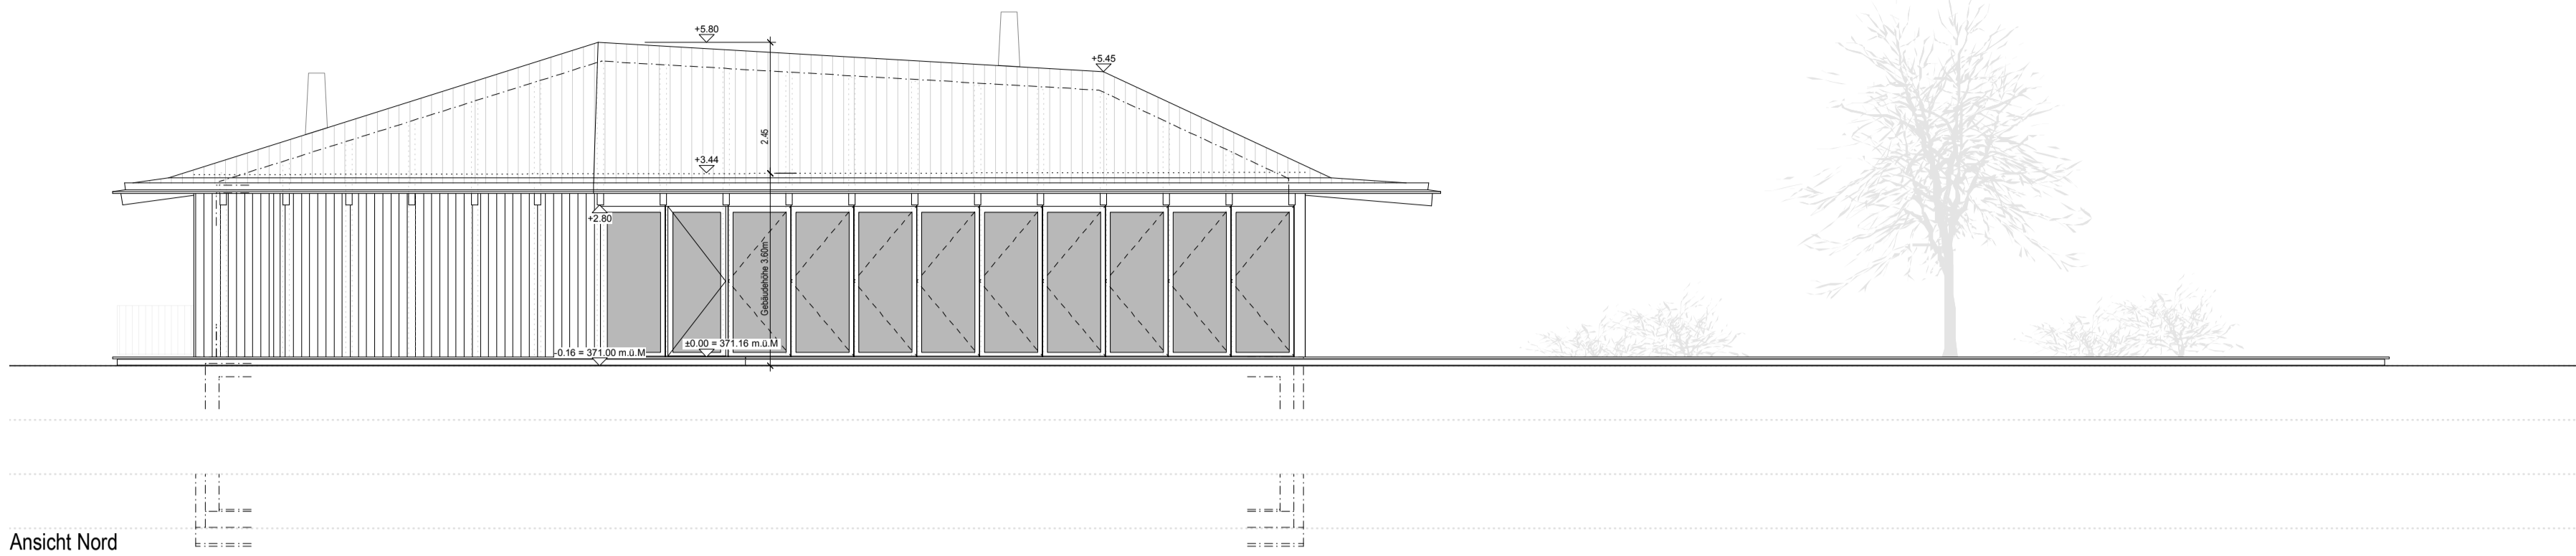 +5.80
+5.45
2.45
+3.44
+2.80
Gebäudehöhe 3.60m
±0.00 = 371.16 m.ü.M
-0.16 = 371.00 m.ü.M
Ansicht Nord